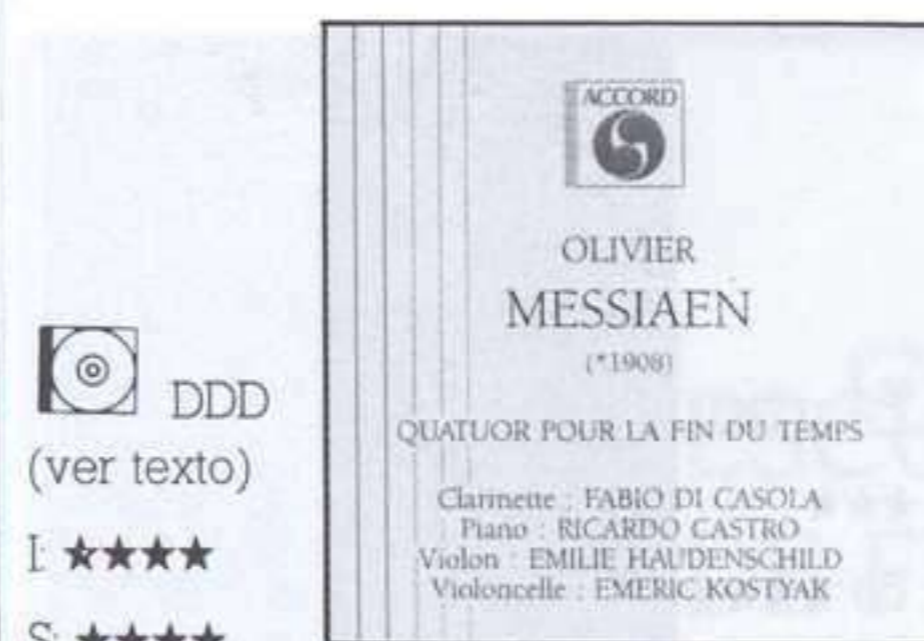 ACCORD
OLIVIER
MESSIAEN
(*1908)
QUATUOR POUR LA FIN DU TEMPS
Clarinette : FABIO DI CASOLA
Piano : RICARDO CASTRO
Violon : EMILIE HAUDENSCHILD
Violoncelle : EMERIC KOSTYAK
DDD
(ver texto)
I: ★★★★
S: ★★★★